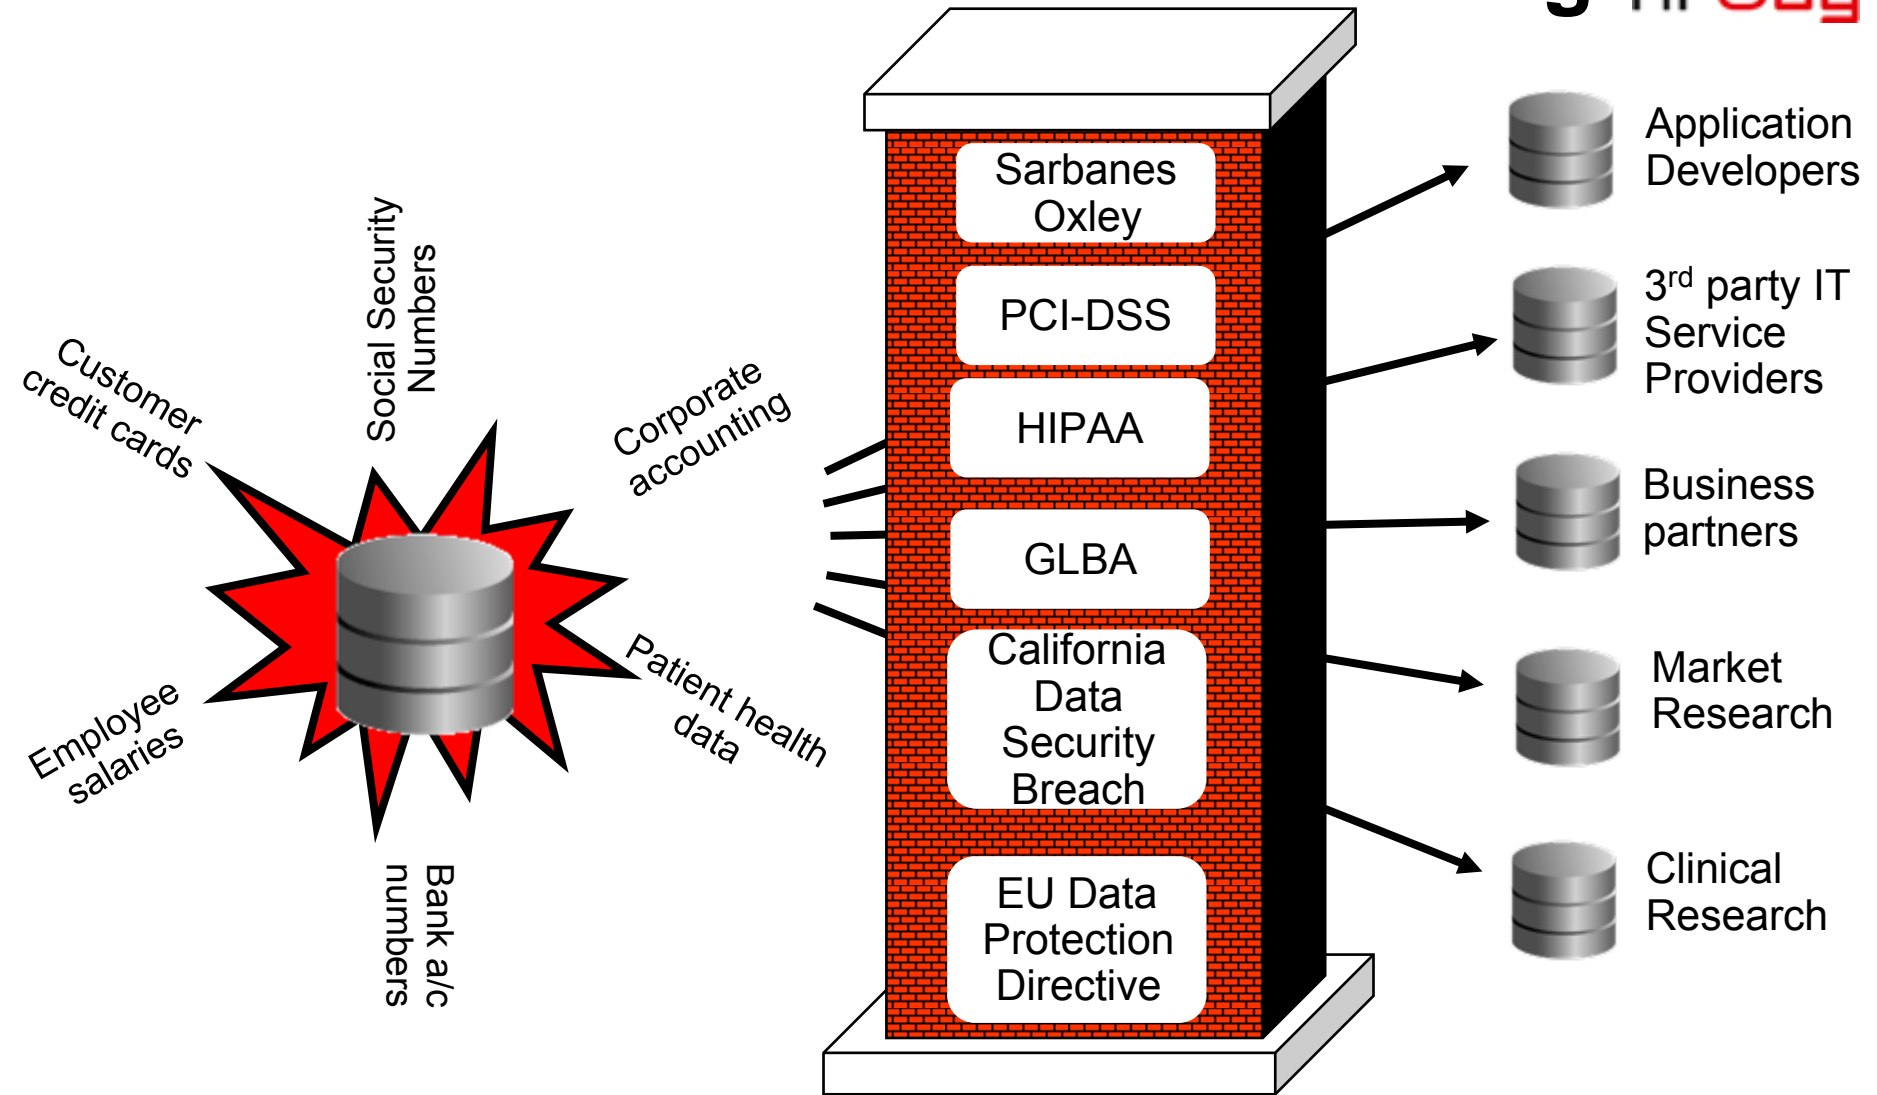 Customer
credit cards
Social Security
Numbers
Corporate
accounting
Employee
salaries
Bank a/c
numbers
Patient health
data
Sarbanes
Oxley
PCI-DSS
HIPAA
GLBA
California
Data
Security
Breach
EU Data
Protection
Directive
Application
Developers
3rd party IT
Service
Providers
Business
partners
Market
Research
Clinical
Research